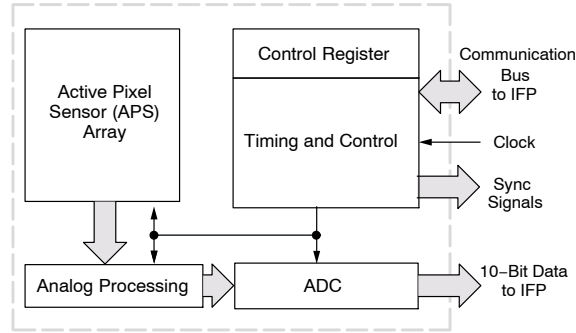 Active Pixel
Sensor (APS)
Array
Control Register
Timing and Control
Communication
Bus
to IFP
Clock
Sync
Signals
Analog Processing
ADC
10−Bit Data
to IFP